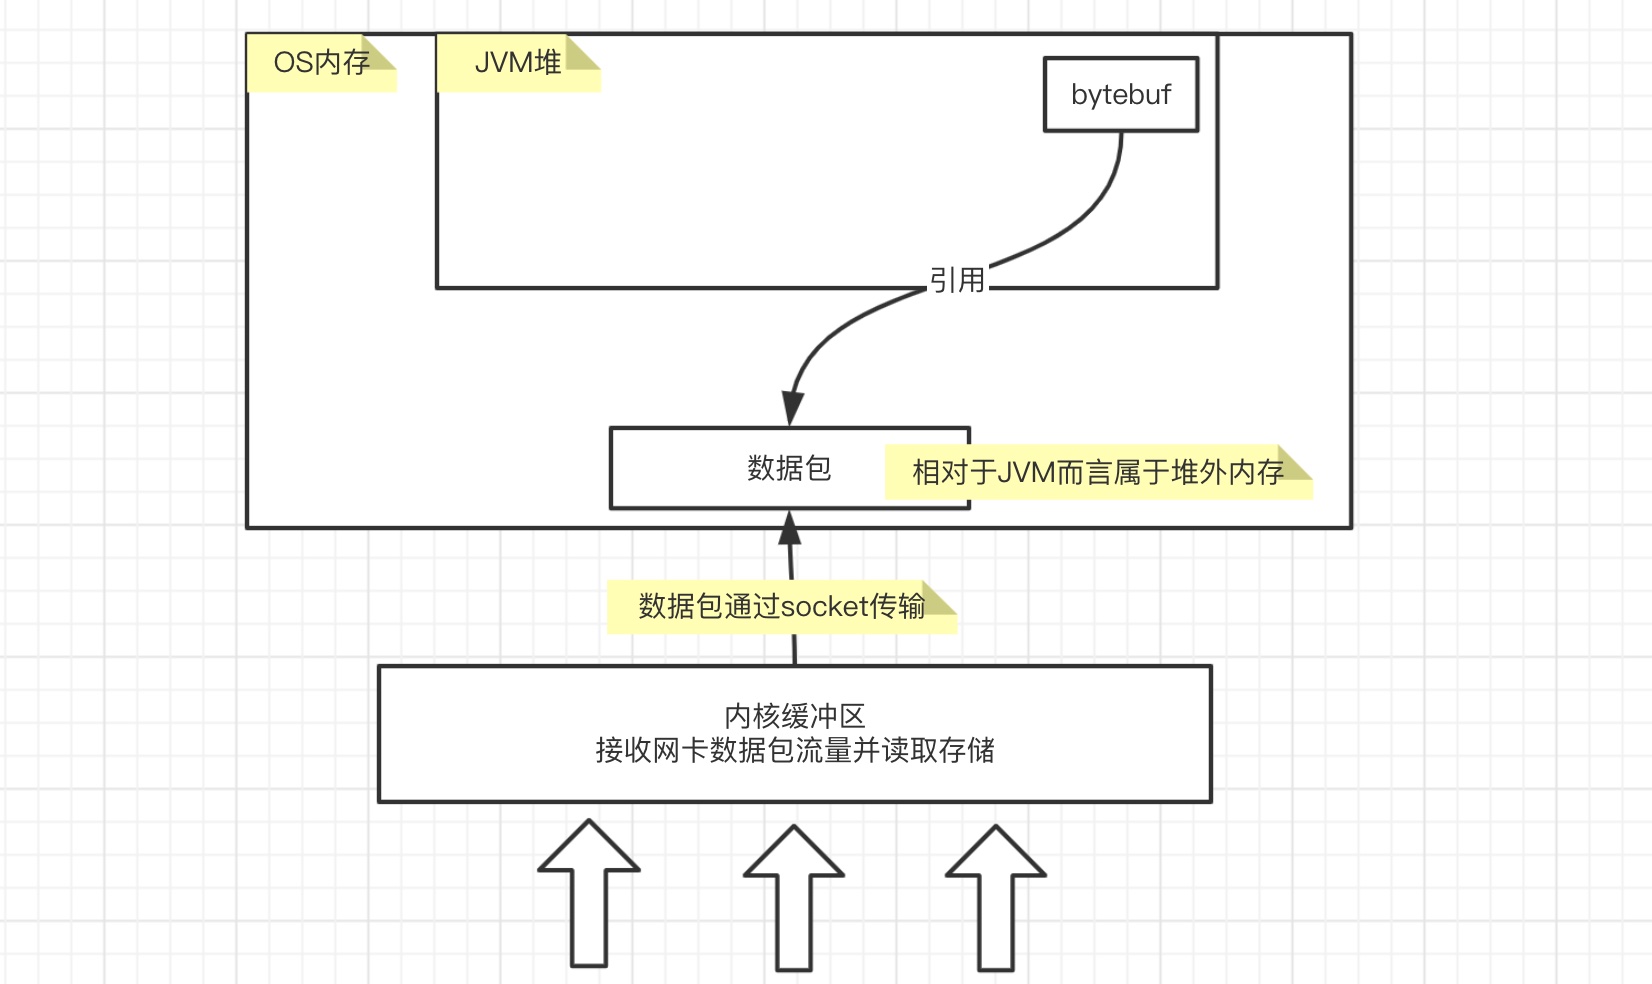 OS内存
JVM堆
bytebuf
引用
数据包
相对于JVM而言属于堆外内存
数据包通过socket传输
内核缓冲区
接收网卡数据包流量并读取存储